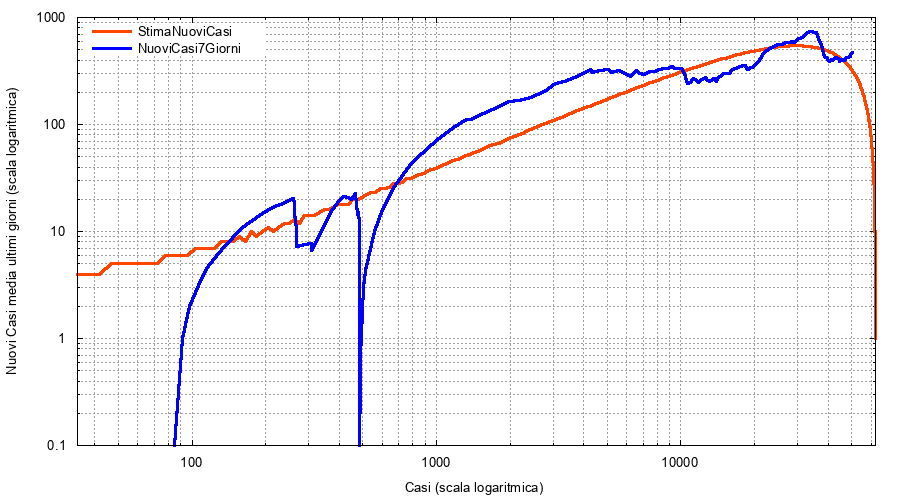 1000
StimaNuoviCasi
NuoviCasi7Giorni
100
10
1
0.1
Nuovi Casi media ultimi giorni (scala logaritmica)
100
1000
10000
Casi (scala logaritmica)